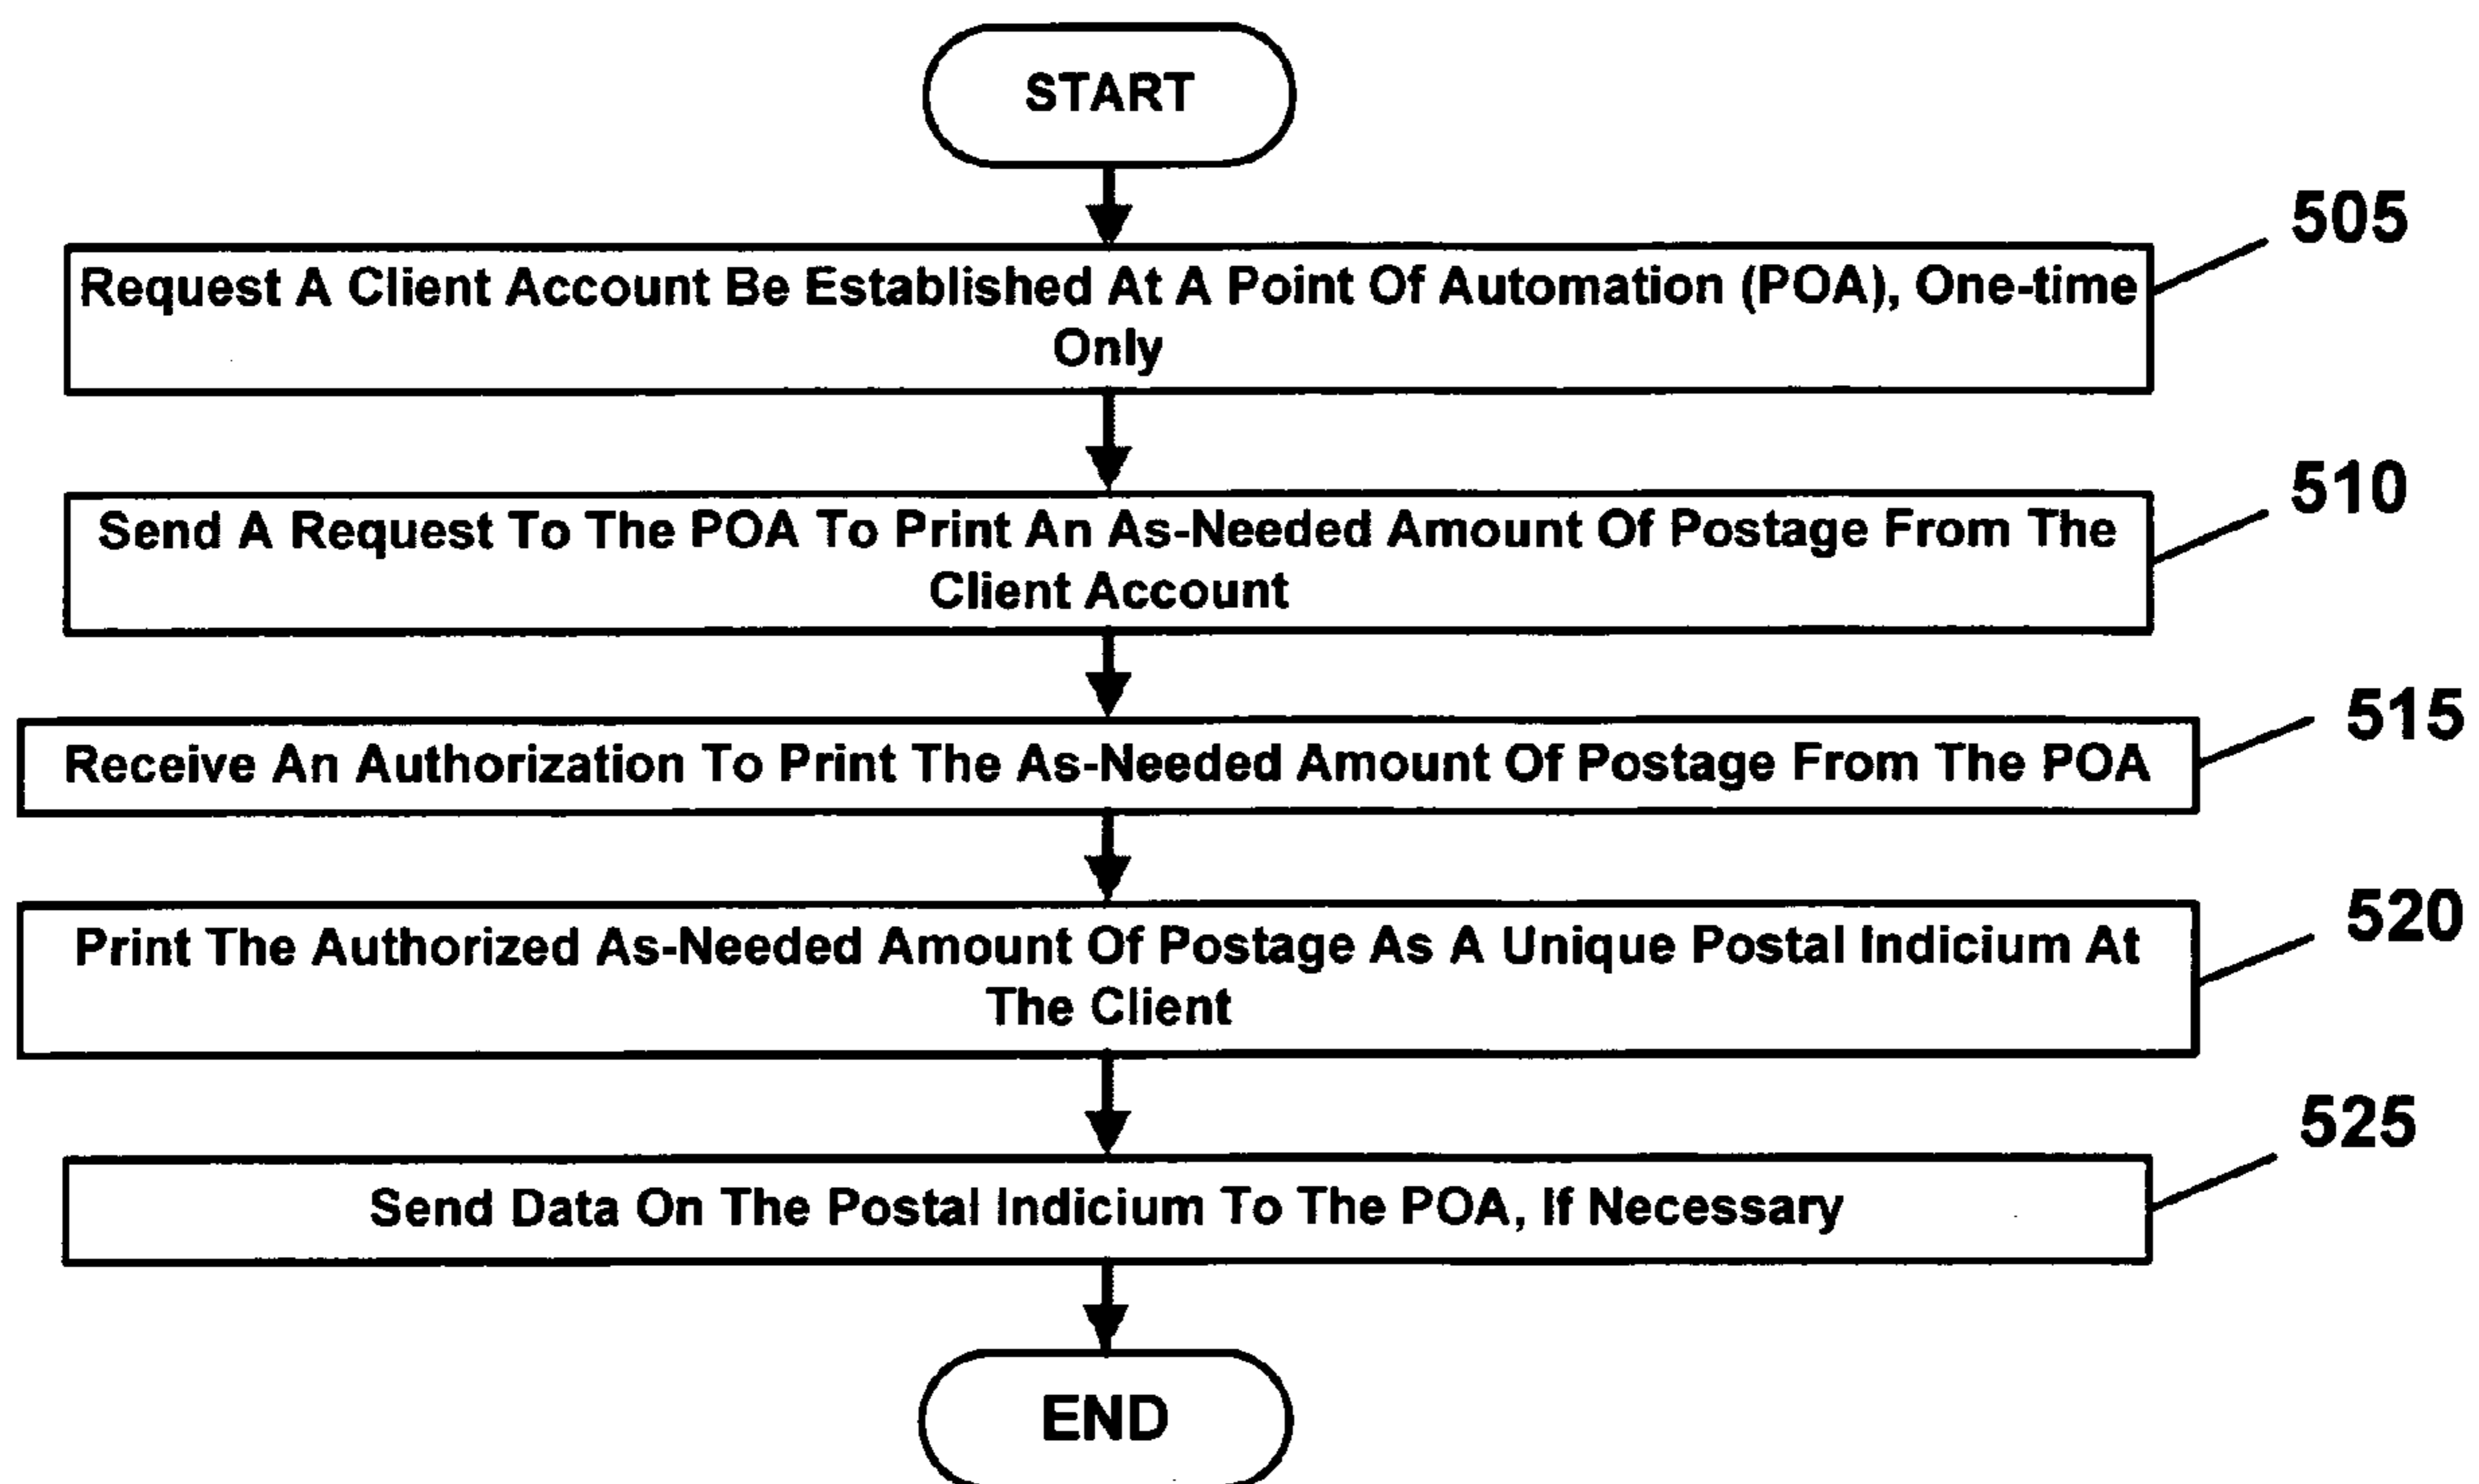 START
505
Request A Client Account Be Established At A Point Of Automation (POA), One-time
Only
510
Send A Request To The POA To Print An As-Needed Amount Of Postage From The
Client Account
515
Receive An Authorization To Print The As-Needed Amount Of Postage From The POA
520
Print The Authorized As-Needed Amount Of Postage As A Unique Postal Indicium At
The Client
525
Send Data On The Postal Indicium To The POA, If Necessary
END